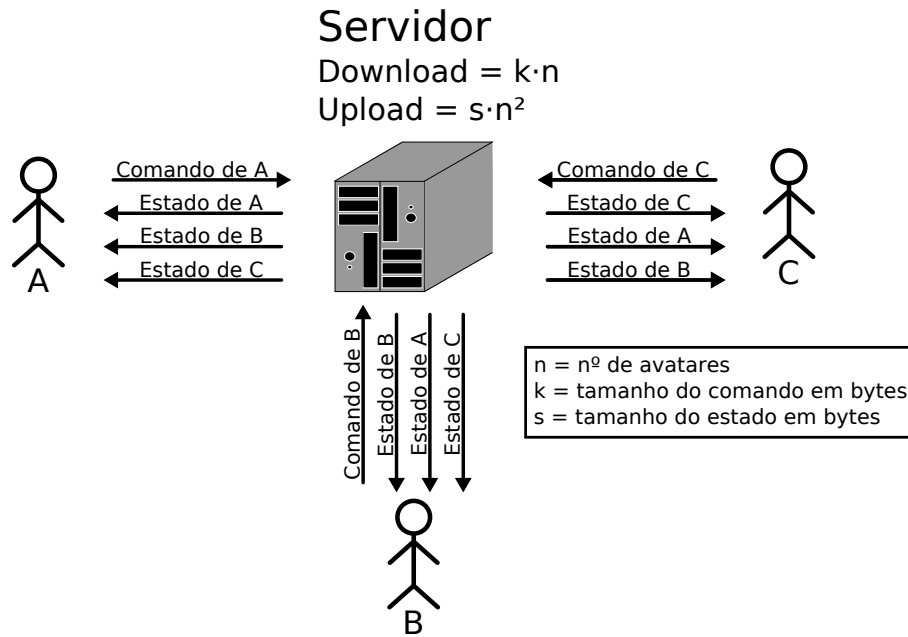 Servidor
Download = k·n
Upload = s·n²
Comando de A
Estado de A
Estado de B
Estado de C
A
Comando de C
Estado de C
Estado de A
Estado de B
C
Comando de B
Estado de B
Estado de A
Estado de C
B
n = nº de avatares
k = tamanho do comando em bytes
s = tamanho do estado em bytes